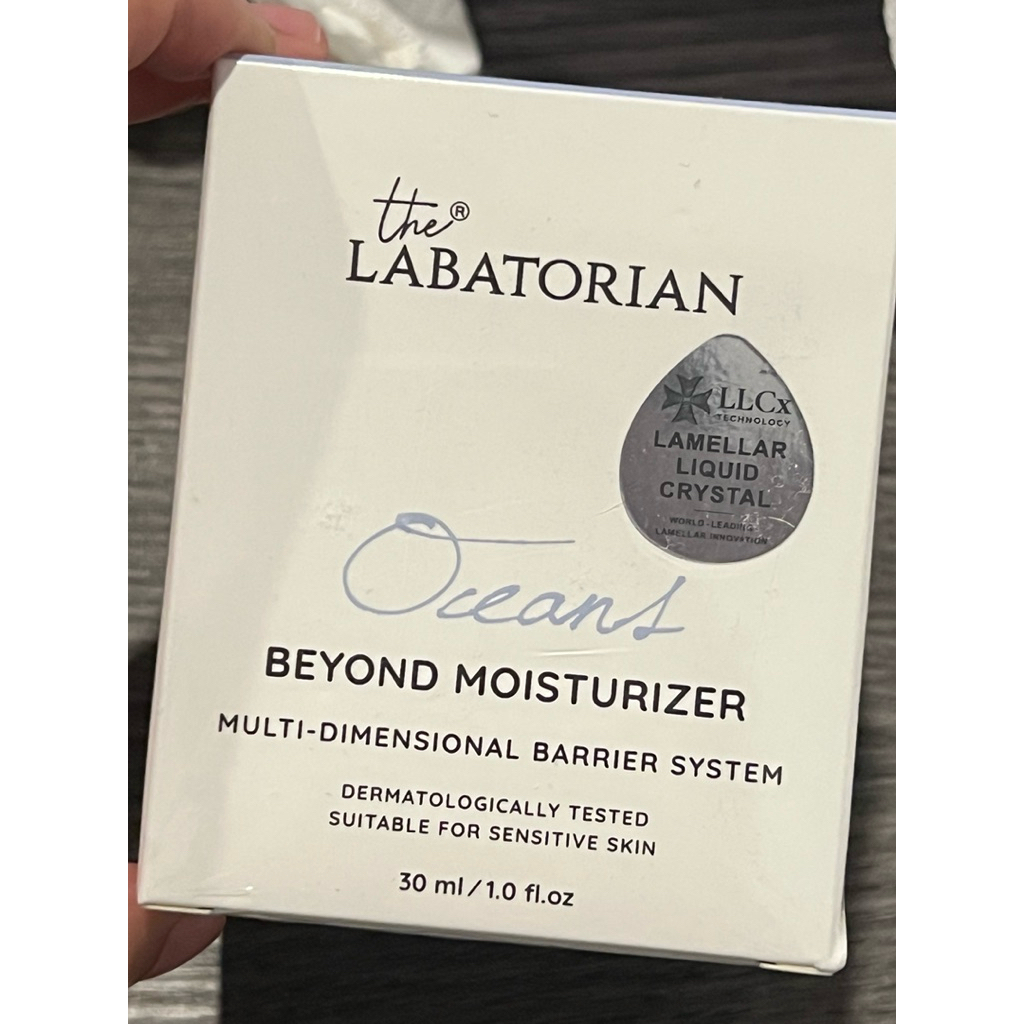 the®
LABATORIAN
LLCx
TECHNOLOGY
LAMELLAR
LIQUID
CRYSTAL
WORLD-LEADING
LAMELLAR INNOVATION
Oceans
BEYOND MOISTURIZER
MULTI-DIMENSIONAL BARRIER SYSTEM
DERMATOLOGICALLY TESTED
SUITABLE FOR SENSITIVE SKIN
30 ml/1.0 fl.oz